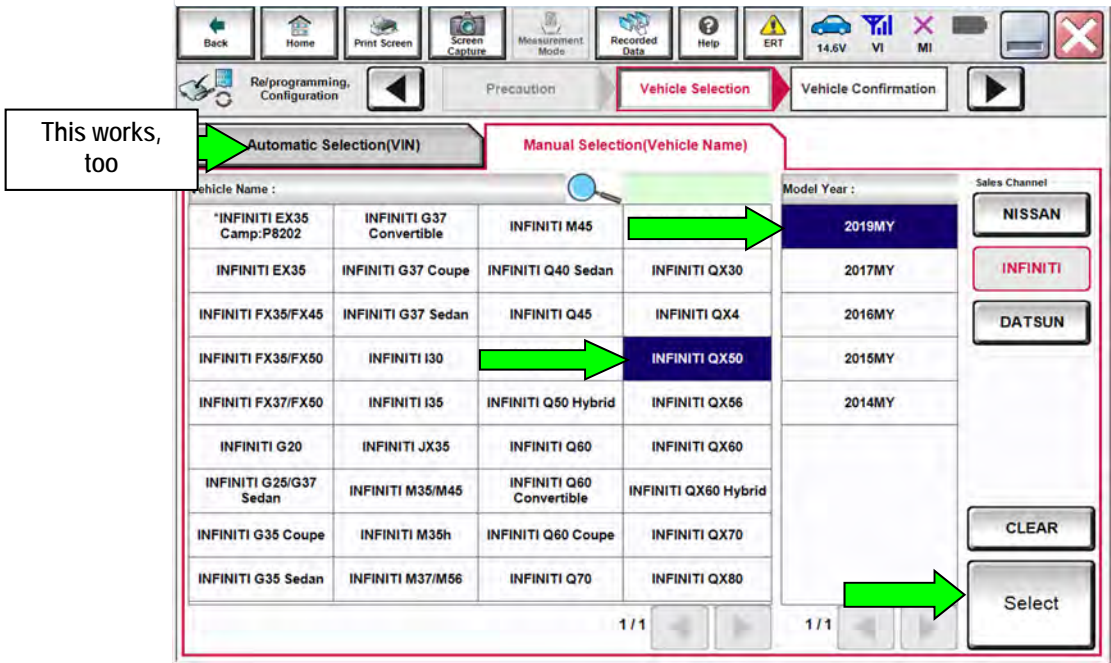 Back
Home
Print Screen
Screen
Capture
Measurement
Mode
Recorded
Data
Help
ERT
14.6V
VI
MI
Re/programming,
Configuration
Precaution
Vehicle Selection
Vehicle Confirmation
This works,
too
Automatic Selection(VIN)
Manual Selection(Vehicle Name)
Vehicle Name :
Model Year :
Sales Channel
*INFINITI EX35
Camp:P8202
INFINITI G37
Convertible
INFINITI M45
2019MY
NISSAN
INFINITI EX35
INFINITI G37 Coupe
INFINITI Q40 Sedan
INFINITI QX30
2017MY
INFINITI
INFINITI FX35/FX45
INFINITI G37 Sedan
INFINITI Q45
INFINITI QX4
2016MY
DATSUN
INFINITI FX35/FX50
INFINITI I30
INFINITI QX50
2015MY
INFINITI FX37/FX50
INFINITI I35
INFINITI Q50 Hybrid
INFINITI QX56
2014MY
INFINITI G20
INFINITI JX35
INFINITI Q60
INFINITI QX60
INFINITI G25/G37
Sedan
INFINITI M35/M45
INFINITI Q60
Convertible
INFINITI QX60 Hybrid
INFINITI G35 Coupe
INFINITI M35h
INFINITI Q60 Coupe
INFINITI QX70
CLEAR
INFINITI G35 Sedan
INFINITI M37/M56
INFINITI Q70
INFINITI QX80
Select
1/1
1/1